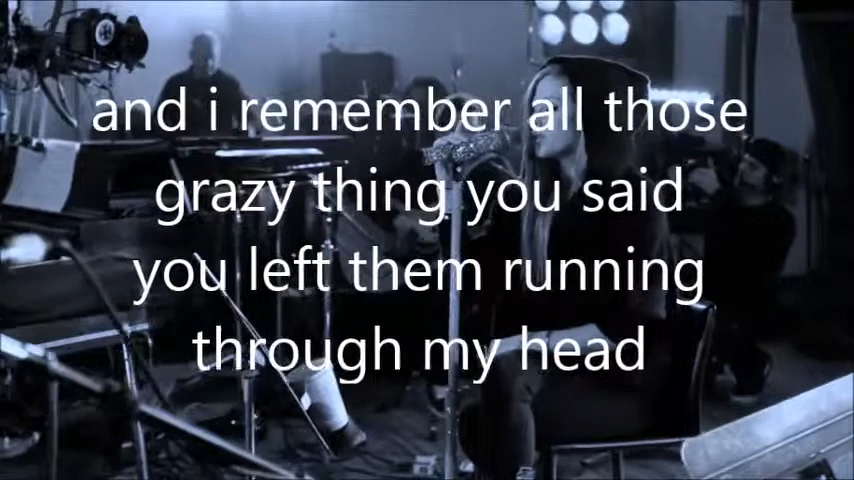 and i remember all those
grazy thing you said
you left them running
through my head